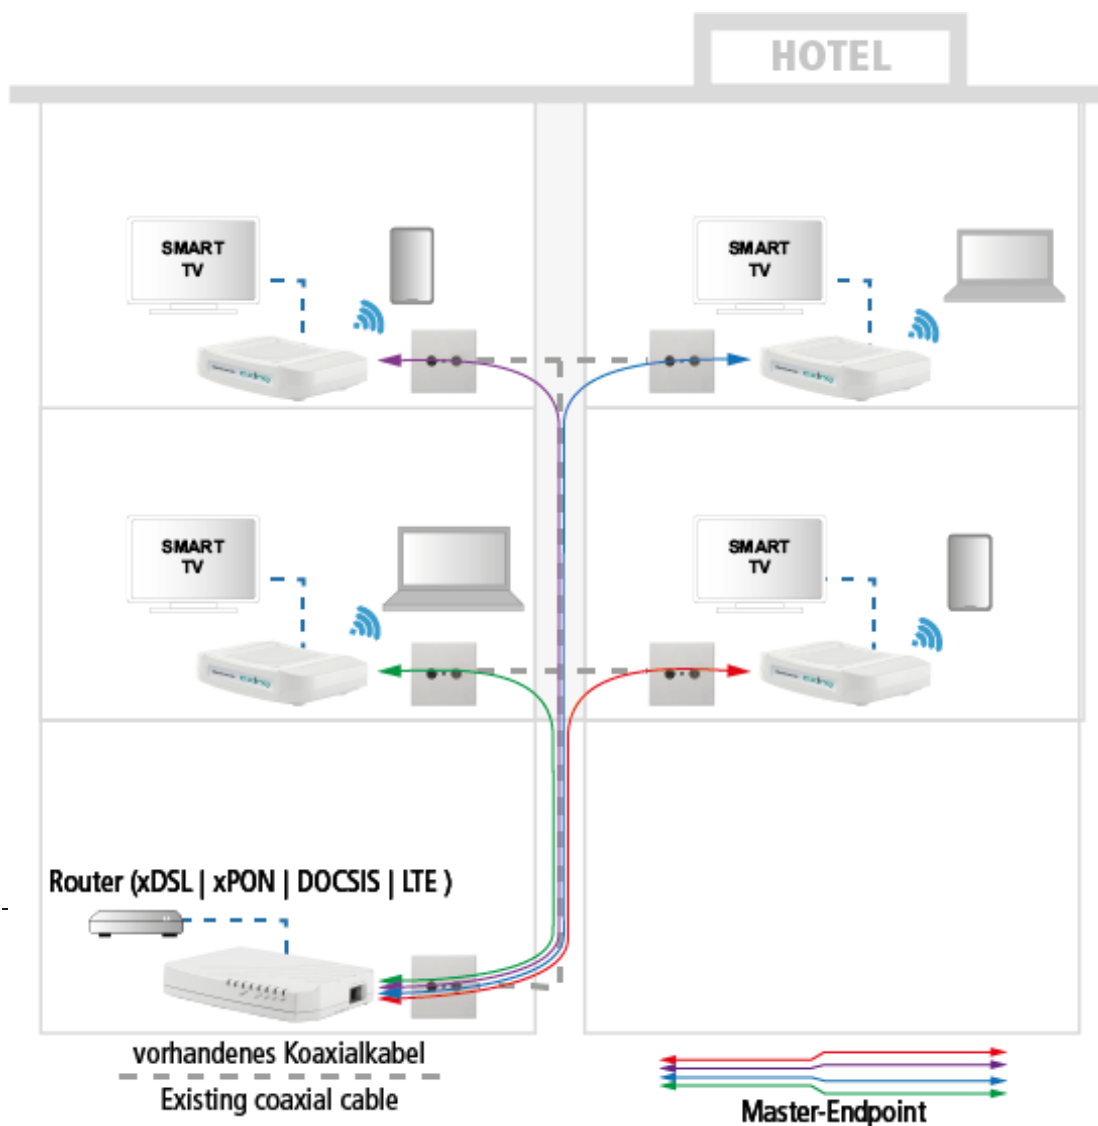 HOTEL
SMART
TV
SMART
TV
SMART
TV
SMART
TV
Router (xDSL | xPON | DOCSIS | LTE )
vorhandenes Koaxialkabel
Existing coaxial cable
Master-Endpoint